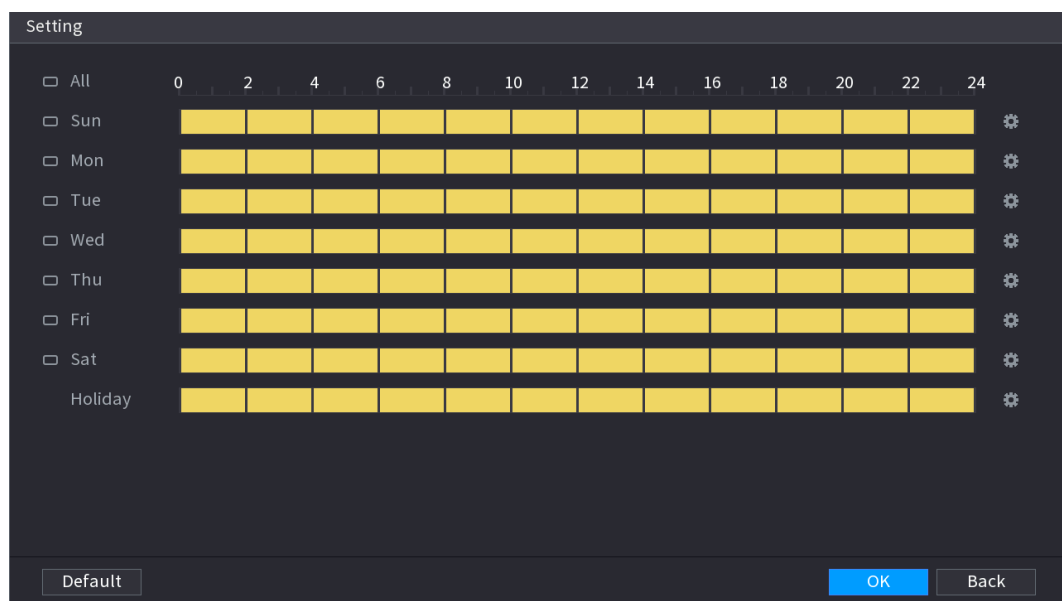 Setting
All 0 2 4 6 8 10 12 14 16 18 20 22 24
Sun
Mon
Tue
Wed
Thu
Fri
Sat
Holiday
Default OK Back